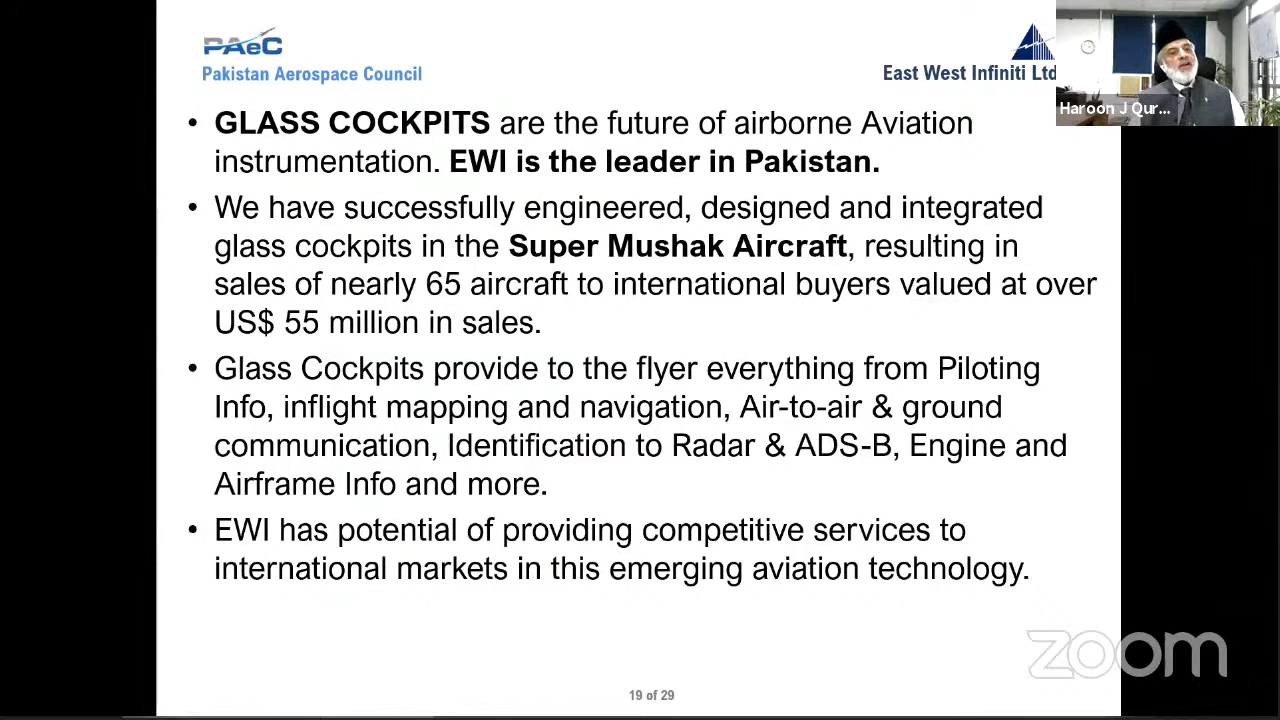 PAeC
Pakistan Aerospace Council
East West Infiniti Ltd
Haroon J Qur...
• GLASS COCKPITS are the future of airborne Aviation
instrumentation. EWI is the leader in Pakistan.
• We have successfully engineered, designed and integrated
glass cockpits in the Super Mushak Aircraft, resulting in
sales of nearly 65 aircraft to international buyers valued at over
US$ 55 million in sales.
• Glass Cockpits provide to the flyer everything from Piloting
Info, inflight mapping and navigation, Air-to-air & ground
communication, Identification to Radar & ADS-B, Engine and
Airframe Info and more.
• EWI has potential of providing competitive services to
international markets in this emerging aviation technology.
zoom
19 of 29